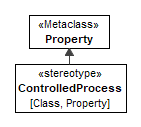 «Metaclass»
Property
«stereotype»
ControlledProcess
[Class, Property]